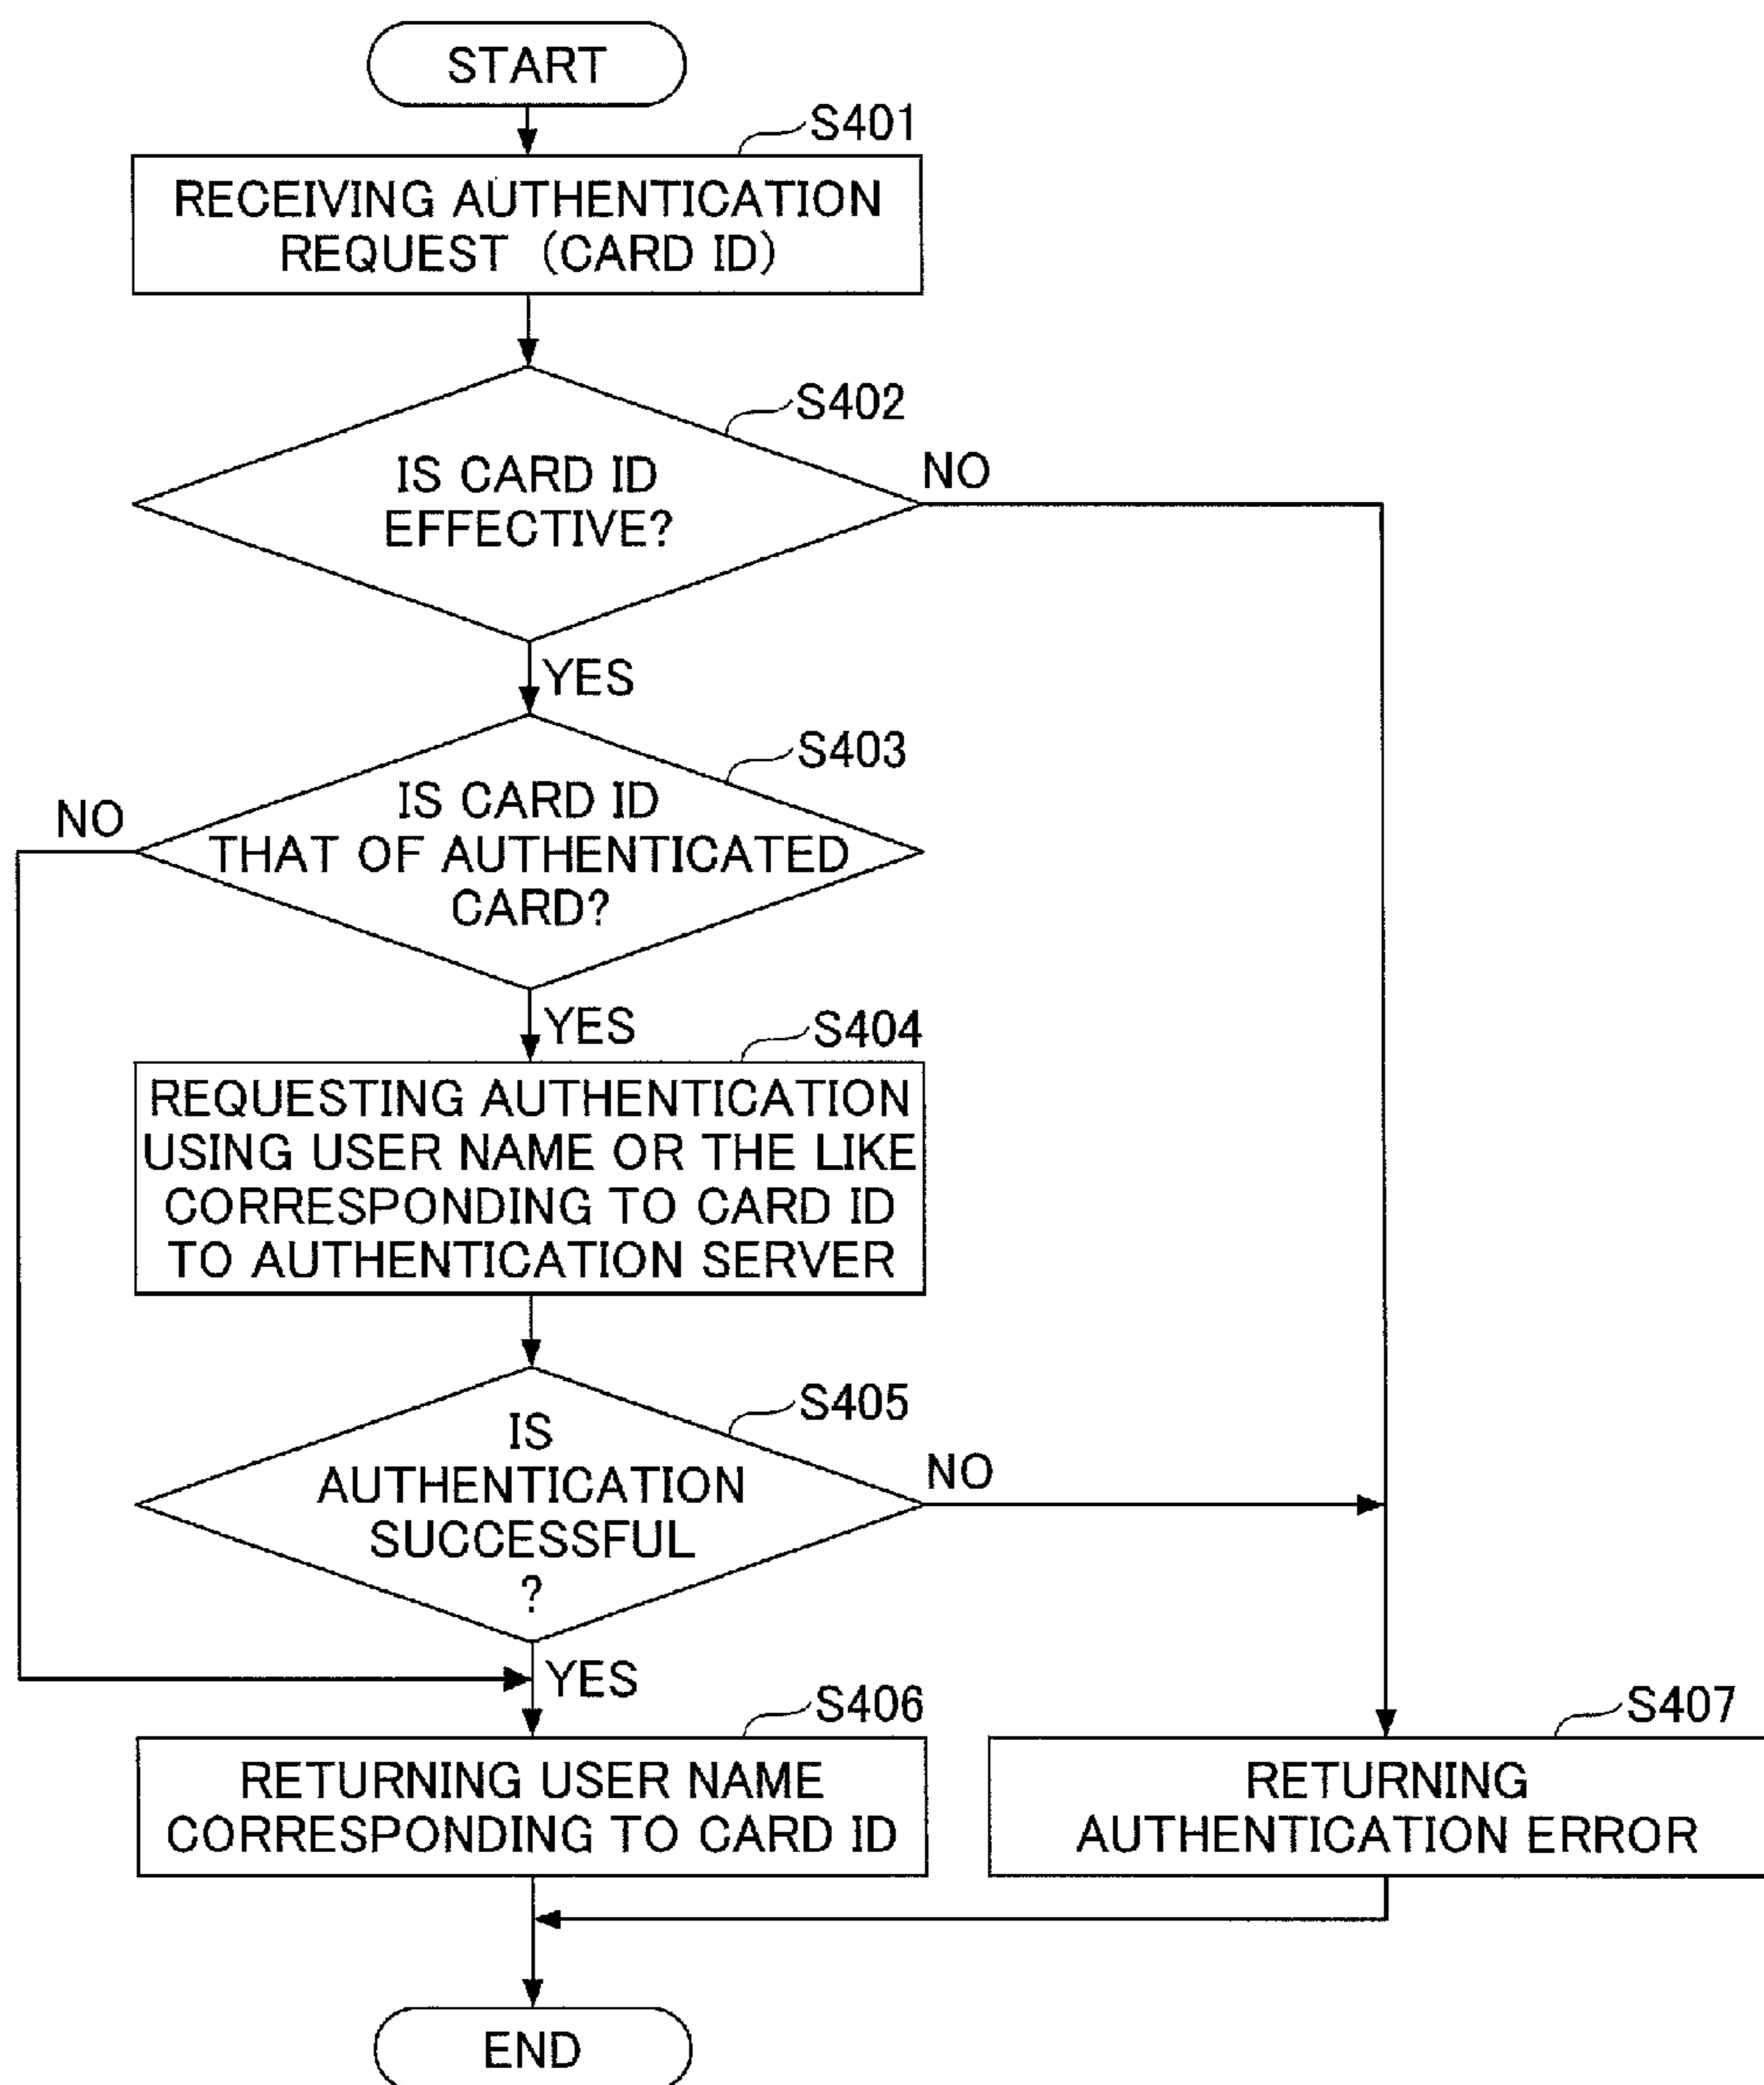 START
S401
RECEIVING AUTHENTICATION
REQUEST (CARD ID)
S402
IS CARD ID
EFFECTIVE?
NO
YES
S403
IS CARD ID
THAT OF AUTHENTICATED
CARD?
NO
YES
S404
REQUESTING AUTHENTICATION
USING USER NAME OR THE LIKE
CORRESPONDING TO CARD ID
TO AUTHENTICATION SERVER
S405
IS
AUTHENTICATION
SUCCESSFUL
?
NO
YES
S406
RETURNING USER NAME
CORRESPONDING TO CARD ID
S407
RETURNING
AUTHENTICATION ERROR
END